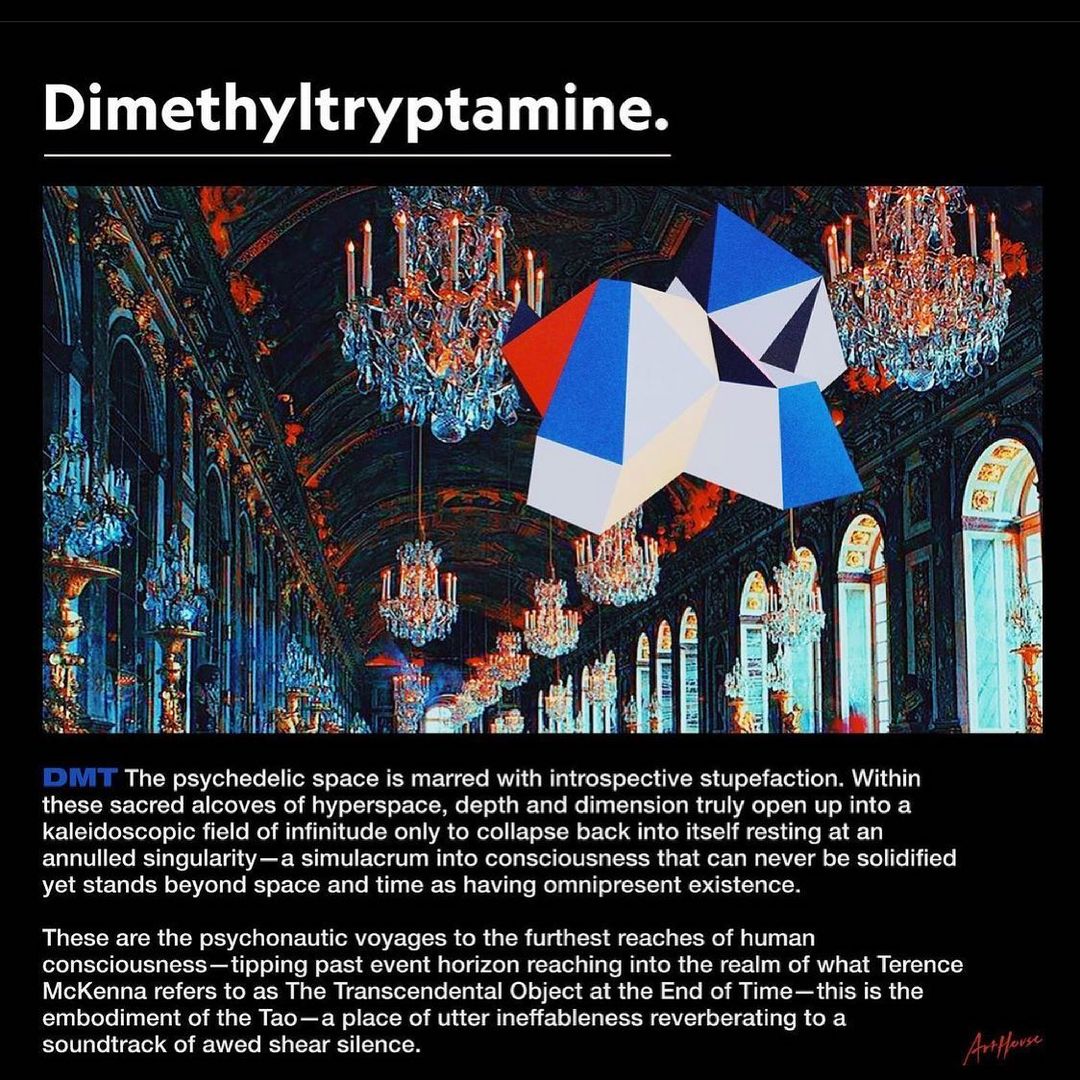 Dimethyltryptamine.
DMT The psychedelic space is marred with introspective stupefaction. Within
these sacred alcoves of hyperspace, depth and dimension truly open up into a
kaleidoscopic field of infinitude only to collapse back into itself resting at an
annulled singularity—a simulacrum into consciousness that can never be solidified
yet stands beyond space and time as having omnipresent existence.
These are the psychonautic voyages to the furthest reaches of human
consciousness—tipping past event horizon reaching into the realm of what Terence
McKenna refers to as The Transcendental Object at the End of Time—this is the
embodiment of the Tao—a place of utter ineffableness reverberating to a
soundtrack of awed shear silence.
ArtHouse